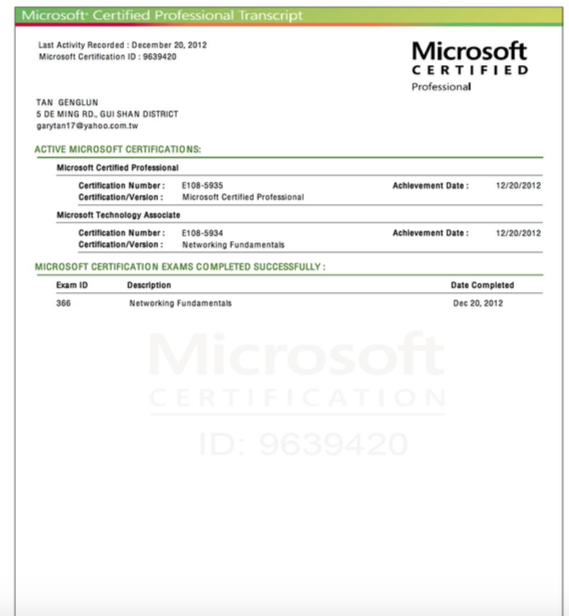 Microsoft® Certified Professional Transcript
Last Activity Recorded : December 20, 2012
Microsoft Certification ID : 9639420
Microsoft
CERTIFIED
Professional
TAN GENGLUN
5 DE MING RD., GUI SHAN DISTRICT
garytan17@yahoo.com.tw
ACTIVE MICROSOFT CERTIFICATIONS:
Microsoft Certified Professional
Certification Number : E108-5935 Achievement Date : 12/20/2012
Certification/Version : Microsoft Certified Professional
Microsoft Technology Associate
Certification Number : E108-5934 Achievement Date : 12/20/2012
Certification/Version : Networking Fundamentals
MICROSOFT CERTIFICATION EXAMS COMPLETED SUCCESSFULLY :
Exam ID Description Date Completed
366 Networking Fundamentals Dec 20, 2012
Microsoft
CERTIFICATION
ID: 9639420